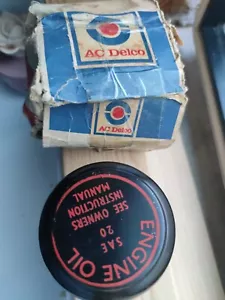 AC Delco
AC Delco
ENGINE OIL
SAE
20
SEE OWNERS
INSTRUCTION
MANUAL